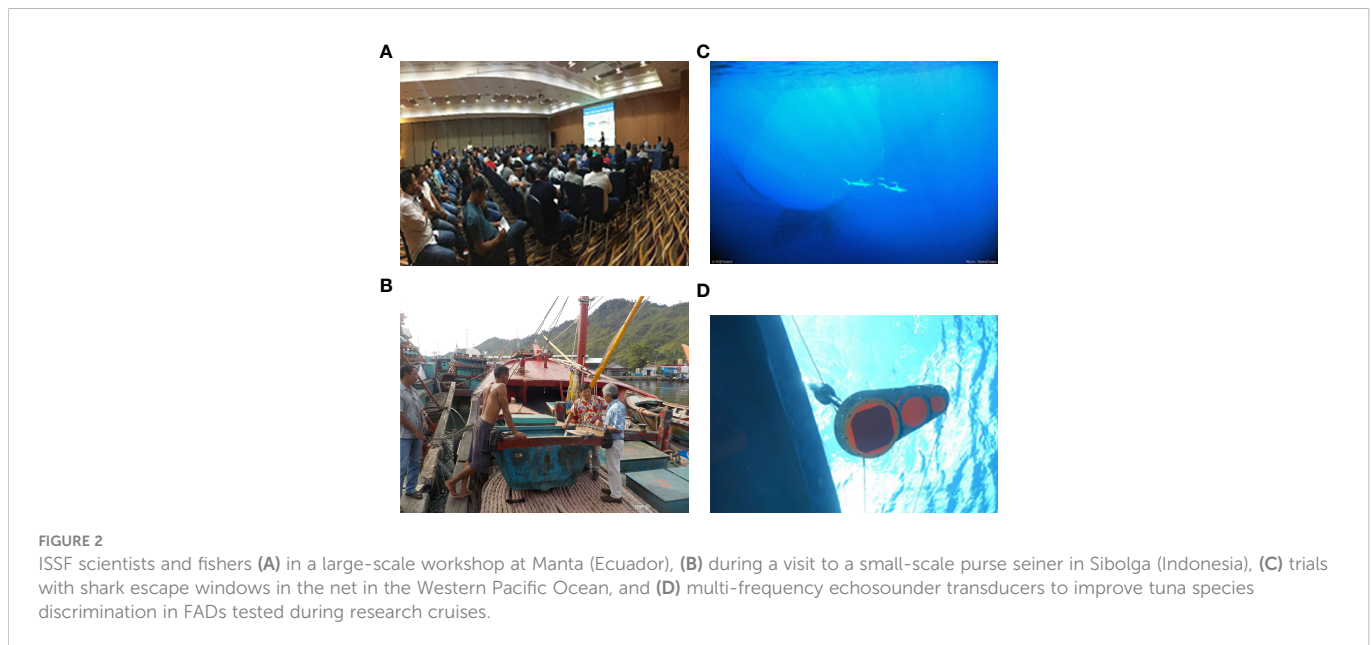 A
C
B
D
FIGURE 2
ISSF scientists and fishers (A) in a large-scale workshop at Manta (Ecuador), (B) during a visit to a small-scale purse seiner in Sibolga (Indonesia), (C) trials
with shark escape windows in the net in the Western Pacific Ocean, and (D) multi-frequency echosounder transducers to improve tuna species
discrimination in FADs tested during research cruises.